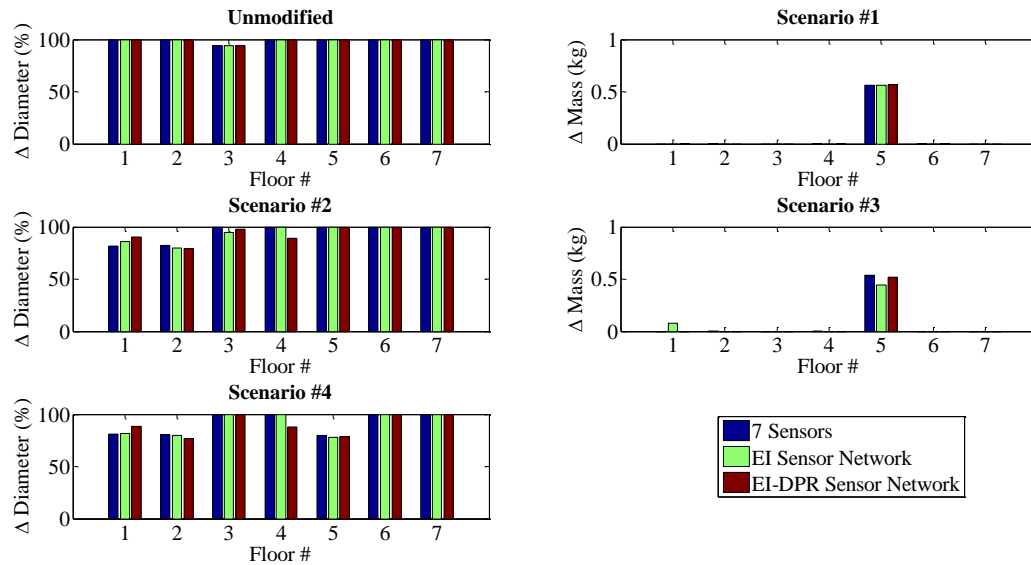 Unmodified
Δ Diameter (%)
100
50
0
1 2 3 4 5 6 7
Floor #
Scenario #1
Δ Mass (kg)
1
0.5
0
1 2 3 4 5 6 7
Floor #
Scenario #2
Δ Diameter (%)
100
50
0
1 2 3 4 5 6 7
Floor #
Scenario #3
Δ Mass (kg)
1
0.5
0
1 2 3 4 5 6 7
Floor #
Scenario #4
Δ Diameter (%)
100
50
0
1 2 3 4 5 6 7
Floor #
7 Sensors
EI Sensor Network
EI-DPR Sensor Network